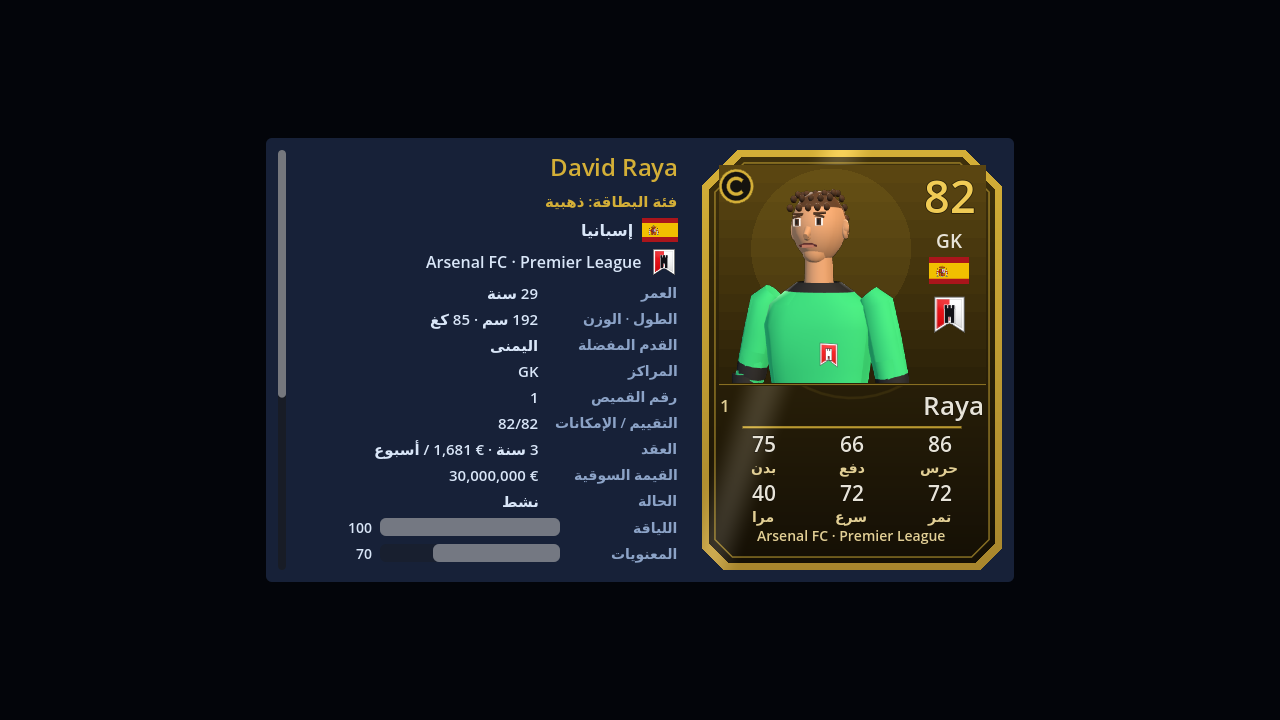 82
GK
1
Raya
86 66 75
حرس دفع بدن
72 72 40
تمر سرع مرا
Arsenal FC · Premier League
David Raya
فئة البطاقة: ذهبية
إسبانيا
Arsenal FC · Premier League
العمر 29 سنة
الطول · الوزن 192 سم · 85 كغ
القدم المفضلة اليمنى
المراكز GK
رقم القميص 1
التقييم / الإمكانات 82/82
العقد 3 سنة · € 1,681 / أسبوع
القيمة السوقية 30,000,000 €
الحالة نشط
اللياقة 100
المعنويات 70